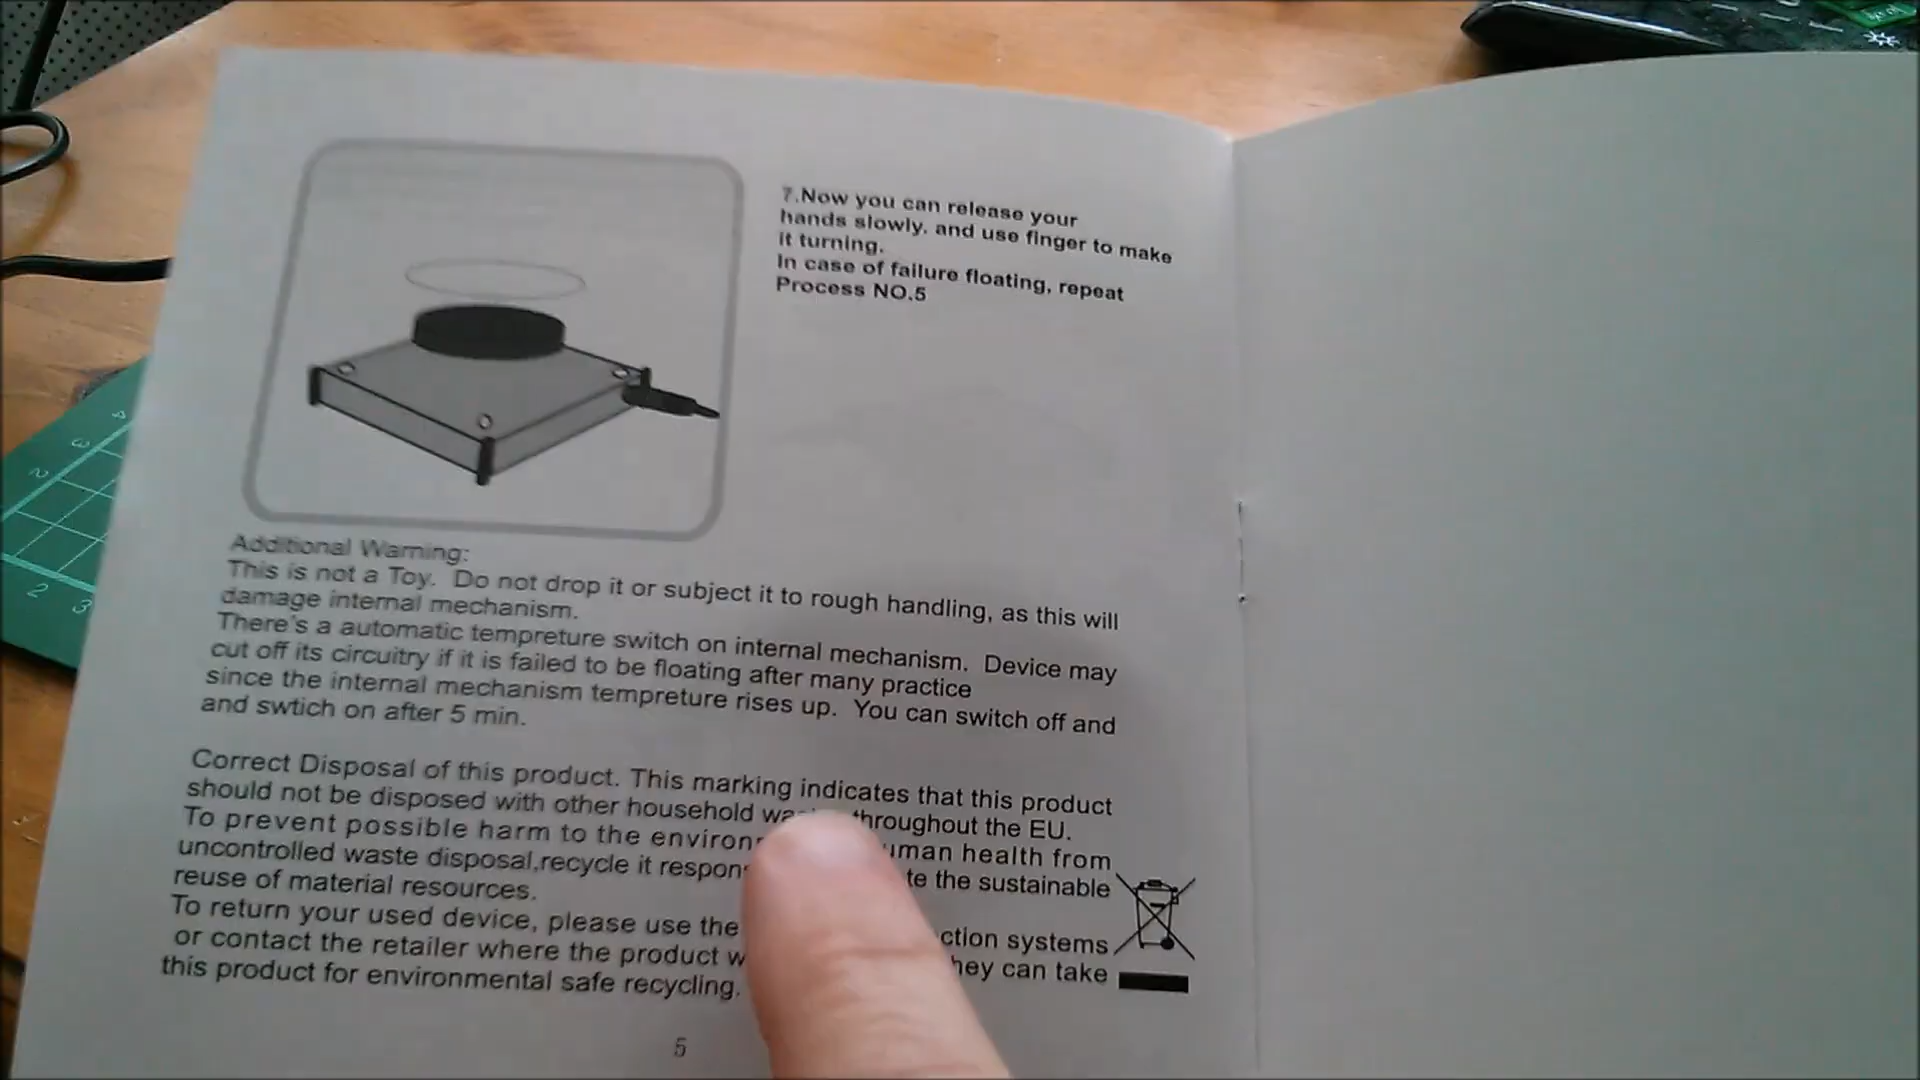 7.Now you can release your
hands slowly, and use finger to make
it turning.
In case of failure floating, repeat
Process NO.5
Additional Warning:
This is not a Toy. Do not drop it or subject it to rough handling, as this will
damage internal mechanism.
There's a automatic tempreture switch on internal mechanism. Device may
cut off its circuitry if it is failed to be floating after many practice
since the internal mechanism tempreture rises up. You can switch off and
and swtich on after 5 min.
Correct Disposal of this product. This marking indicates that this product
should not be disposed with other household throughout the EU.
To prevent possible harm to the health from
uncontrolled waste disposal,recycle it the sustainable
reuse of material resources.
To return your used device, please use the systems
or contact the retailer where the product can take
this product for environmental safe recycling.
5
4
3
2
2
3